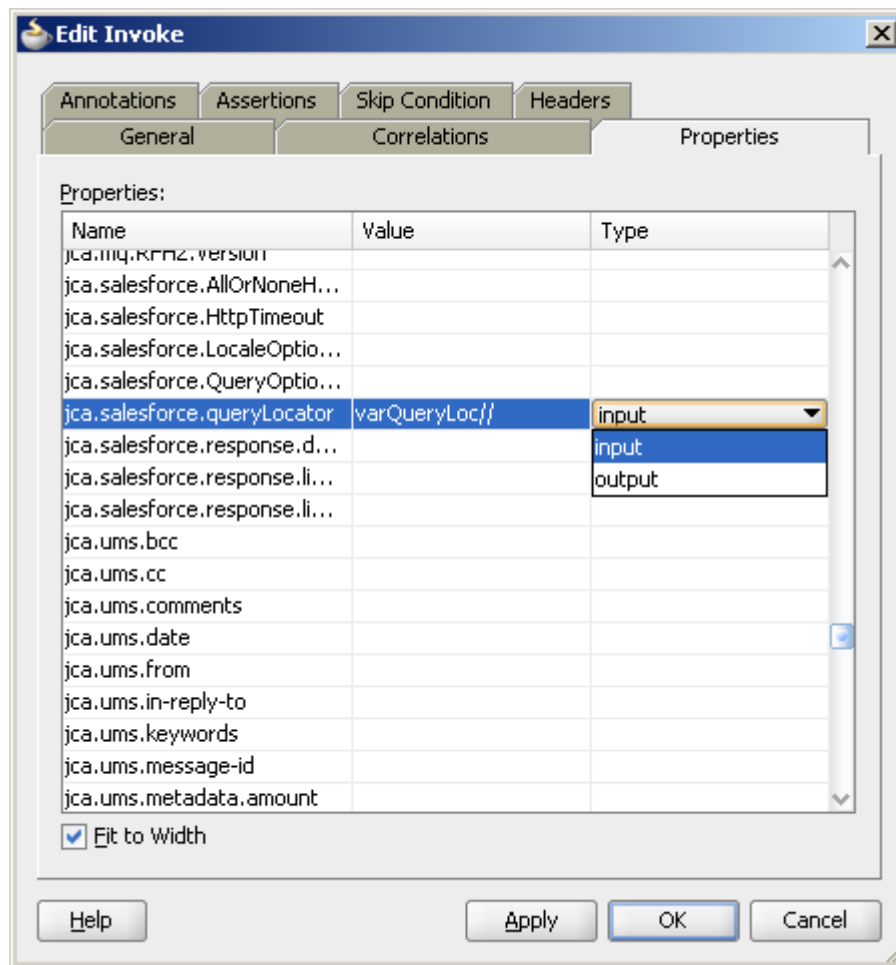 Edit Invoke
Annotations Assertions Skip Condition Headers
General Correlations Properties
Properties:
Name Value Type
jca.mq.RFH2.Version
jca.salesforce.AllOrNoneH...
jca.salesforce.HttpTimeout
jca.salesforce.LocaleOptio...
jca.salesforce.QueryOptio...
jca.salesforce.queryLocator varQueryLoc// input
jca.salesforce.response.d... input
jca.salesforce.response.li... output
jca.salesforce.response.li...
jca.ums.bcc
jca.ums.cc
jca.ums.comments
jca.ums.date
jca.ums.from
jca.ums.in-reply-to
jca.ums.keywords
jca.ums.message-id
jca.ums.metadata.amount
Fit to Width
Help Apply OK Cancel